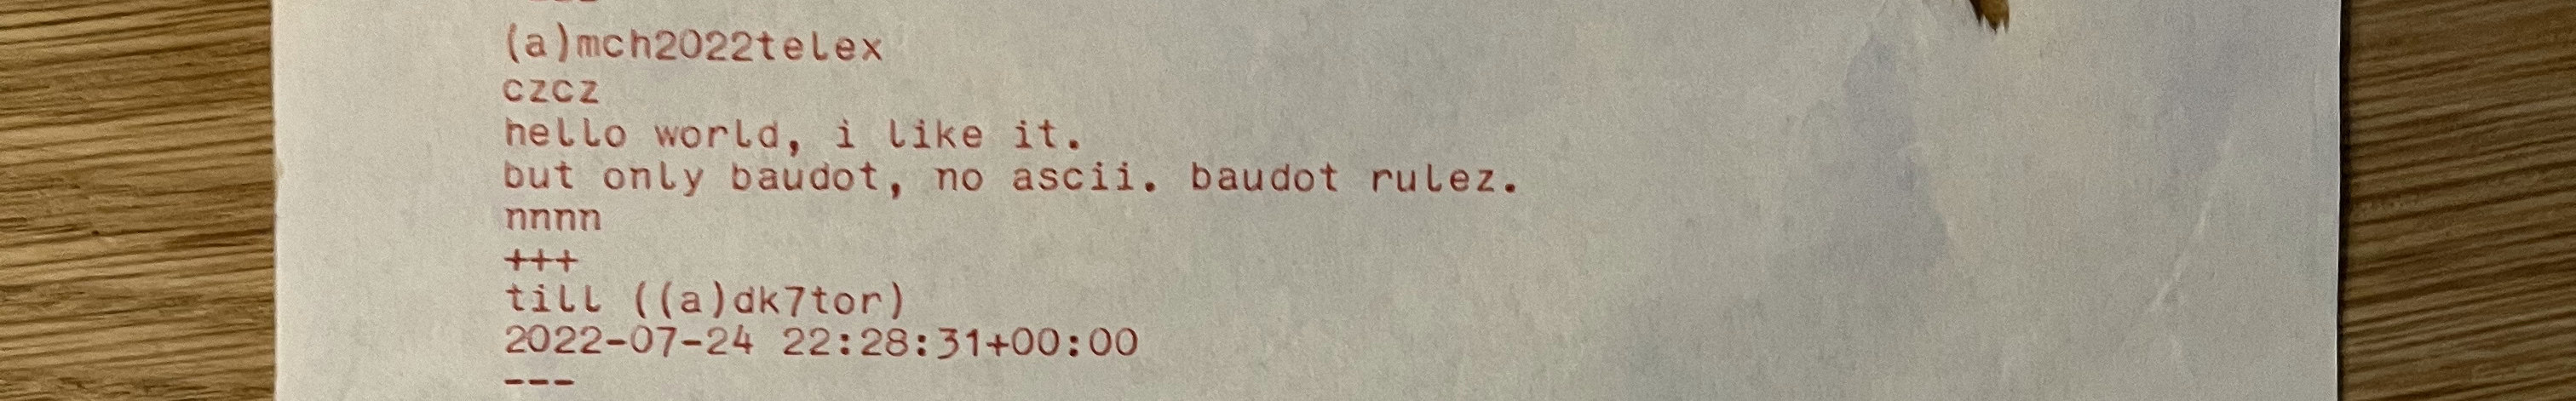 ---
(a)mch2022telex
czcz
hello world, i like it.
but only baudot, no ascii. baudot rulez.
nnnn
+++
till ((a)dk7tor)
2022-07-24 22:28:31+00:00
---